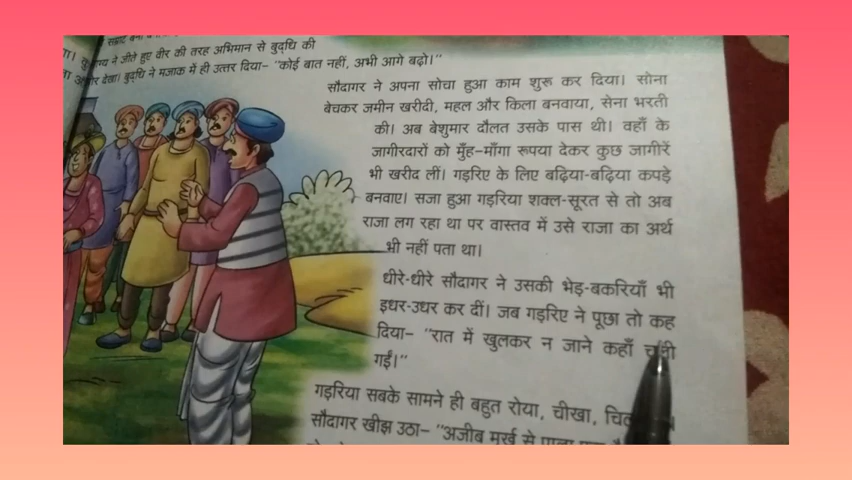 सम्राट बना
ग्य ने जीते हुए वीर की तरह अभिमान से बुद्धि की
ओर देखा। बुद्धि ने मजाक में ही उत्तर दिया– "कोई बात नहीं, अभी आगे बढ़ो।"
सौदागर ने अपना सोचा हुआ काम शुरू कर दिया। सोना
बेचकर जमीन खरीदी, महल और किला बनवाया, सेना भरती
की। अब बेशुमार दौलत उसके पास थी। वहाँ के
जागीरदारों को मुँह-माँगा रूपया देकर कुछ जागीरें
भी खरीद लीं। गड़रिए के लिए बढ़िया-बढ़िया कपड़े
बनवाए। सजा हुआ गड़रिया शक्ल-सूरत से तो अब
राजा लग रहा था पर वास्तव में उसे राजा का अर्थ
भी नहीं पता था।
धीरे-धीरे सौदागर ने उसकी भेड़-बकरियाँ भी
इधर-उधर कर दीं। जब गड़रिए ने पूछा तो कह
दिया– "रात में खुलकर न जाने कहाँ चली
गईं।"
गड़रिया सबके सामने ही बहुत रोया, चीखा,
सौदागर खीझ उठा– "अजीब मूर्ख से पाला